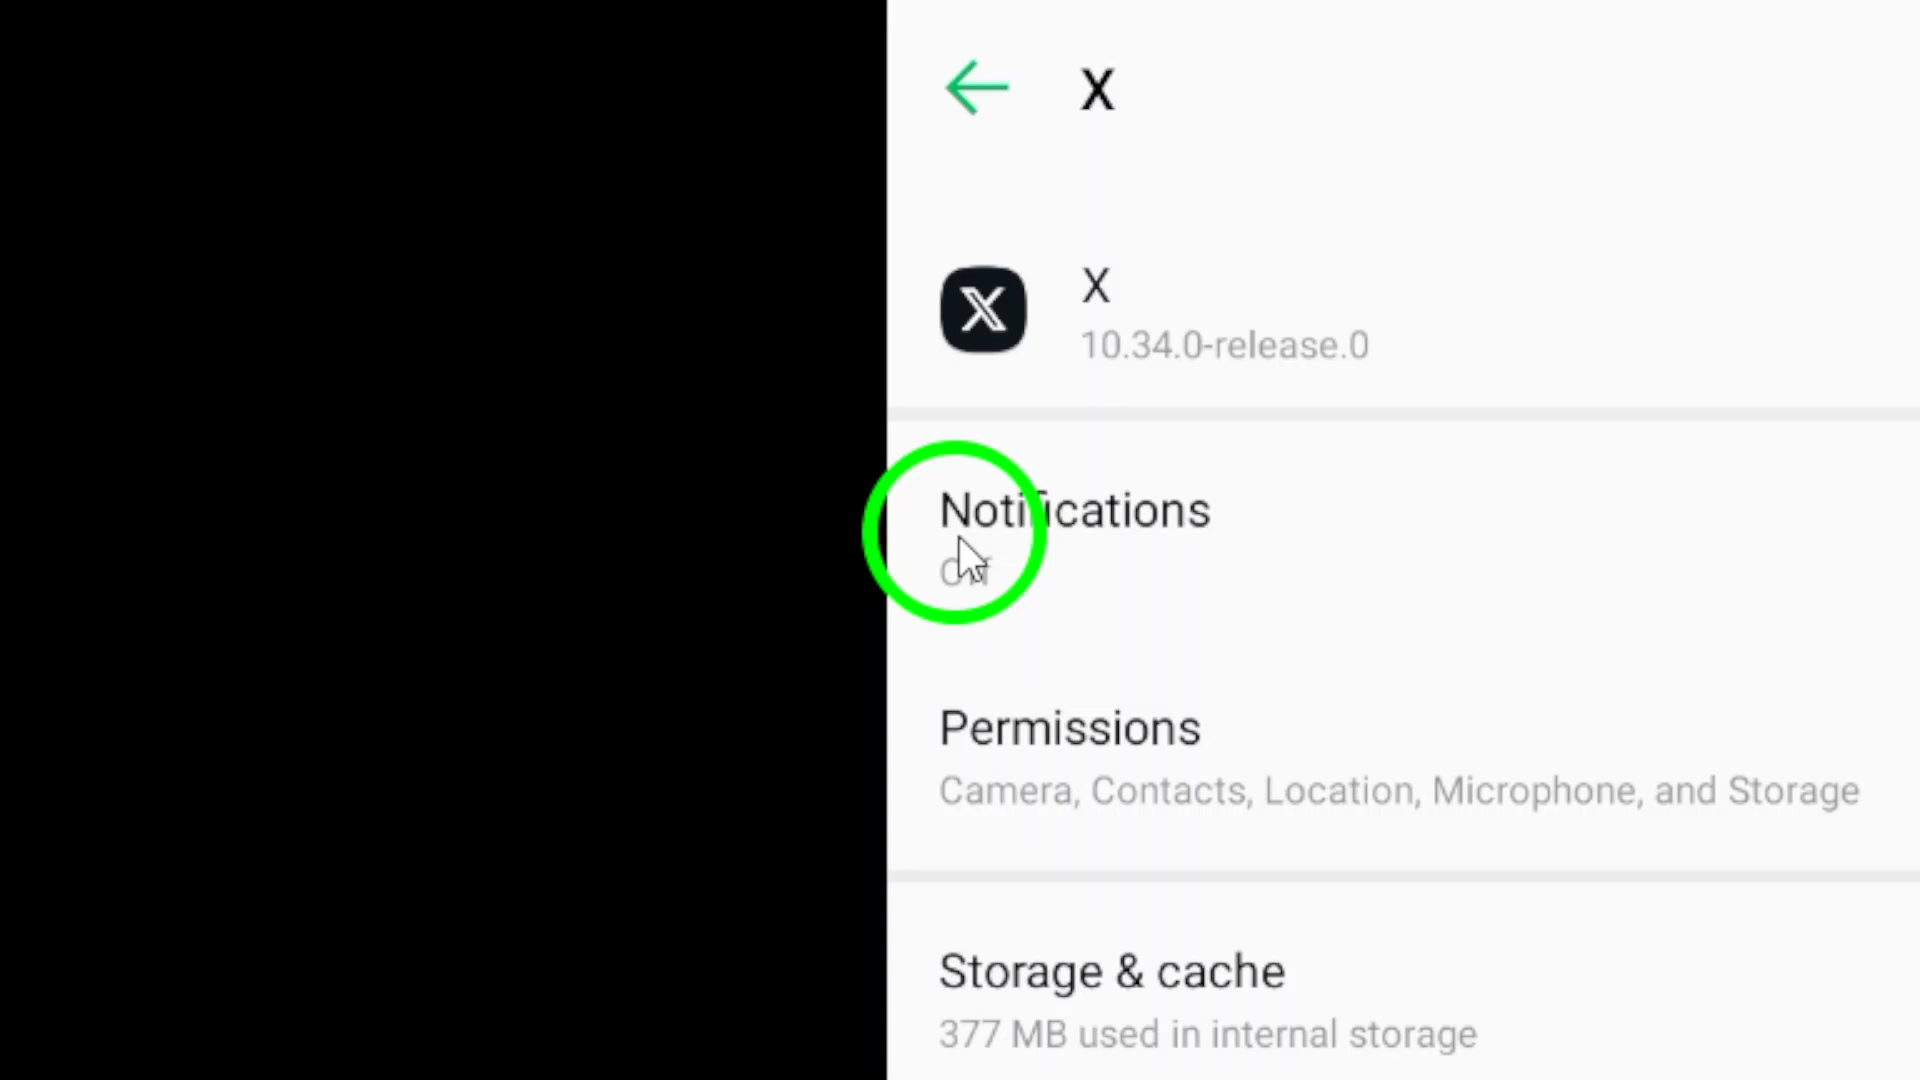 X
X
10.34.0-release.0
Notifications
Permissions
Camera, Contacts, Location, Microphone, and Storage
Storage & cache
377 MB used in internal storage